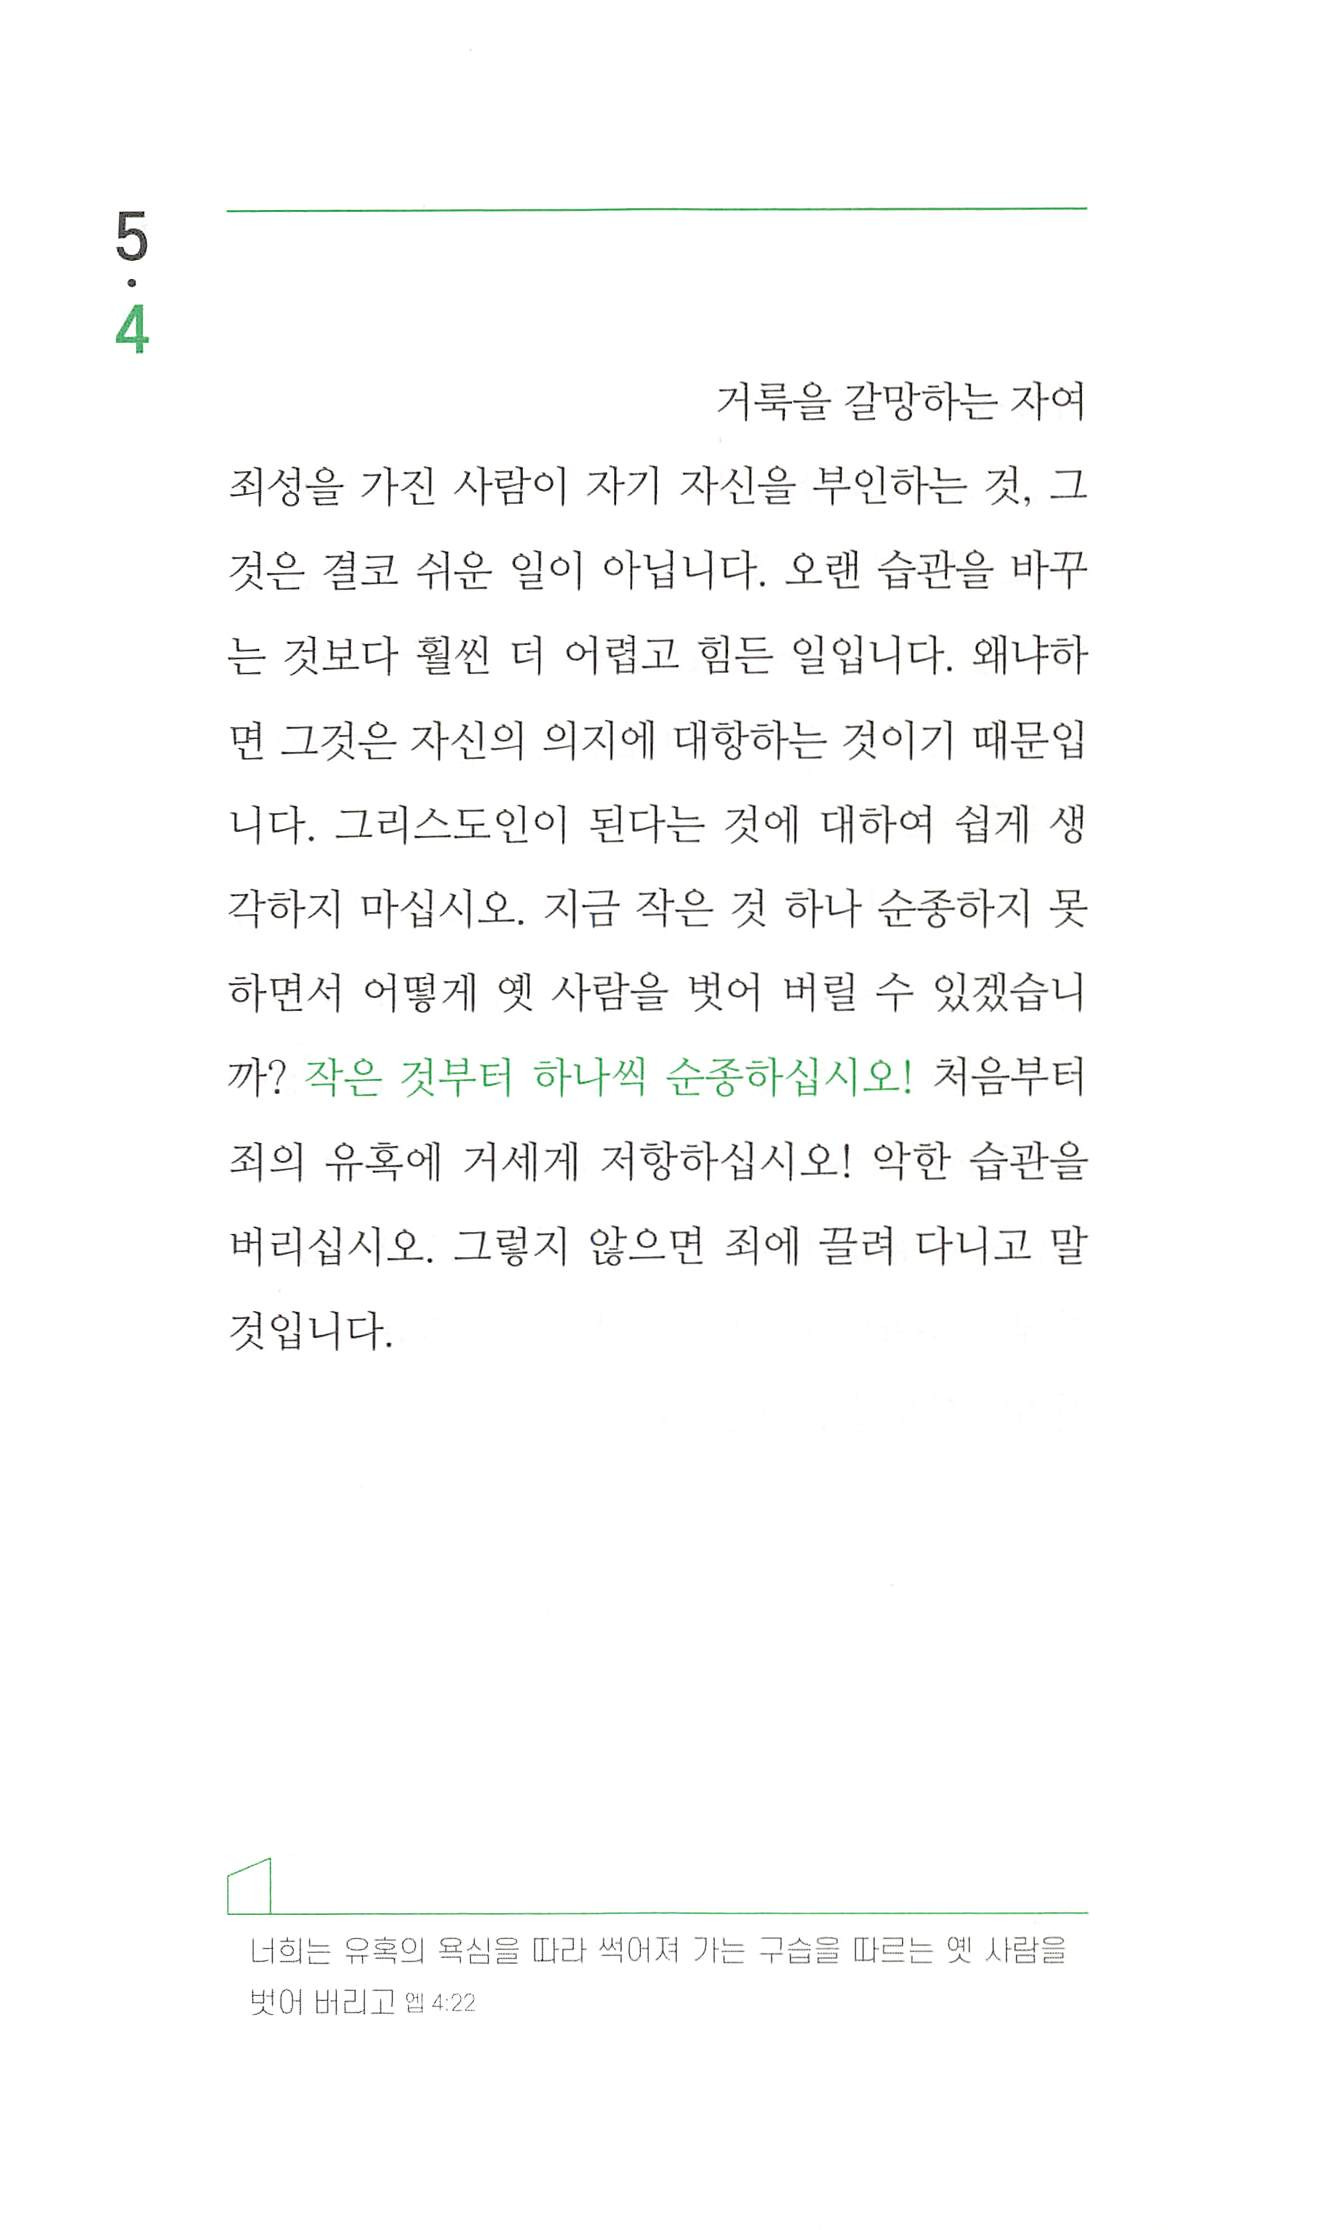 5
·
4
거룩을 갈망하는 자여
죄성을 가진 사람이 자기 자신을 부인하는 것, 그
것은 결코 쉬운 일이 아닙니다. 오랜 습관을 바꾸
는 것보다 훨씬 더 어렵고 힘든 일입니다. 왜냐하
면 그것은 자신의 의지에 대항하는 것이기 때문입
니다. 그리스도인이 된다는 것에 대하여 쉽게 생
각하지 마십시오. 지금 작은 것 하나 순종하지 못
하면서 어떻게 옛 사람을 벗어 버릴 수 있겠습니
까? 작은 것부터 하나씩 순종하십시오! 처음부터
죄의 유혹에 거세게 저항하십시오! 악한 습관을
버리십시오. 그렇지 않으면 죄에 끌려 다니고 말
것입니다.
너희는 유혹의 욕심을 따라 썩어져 가는 구습을 따르는 옛 사람을
벗어 버리고 엡 4:22